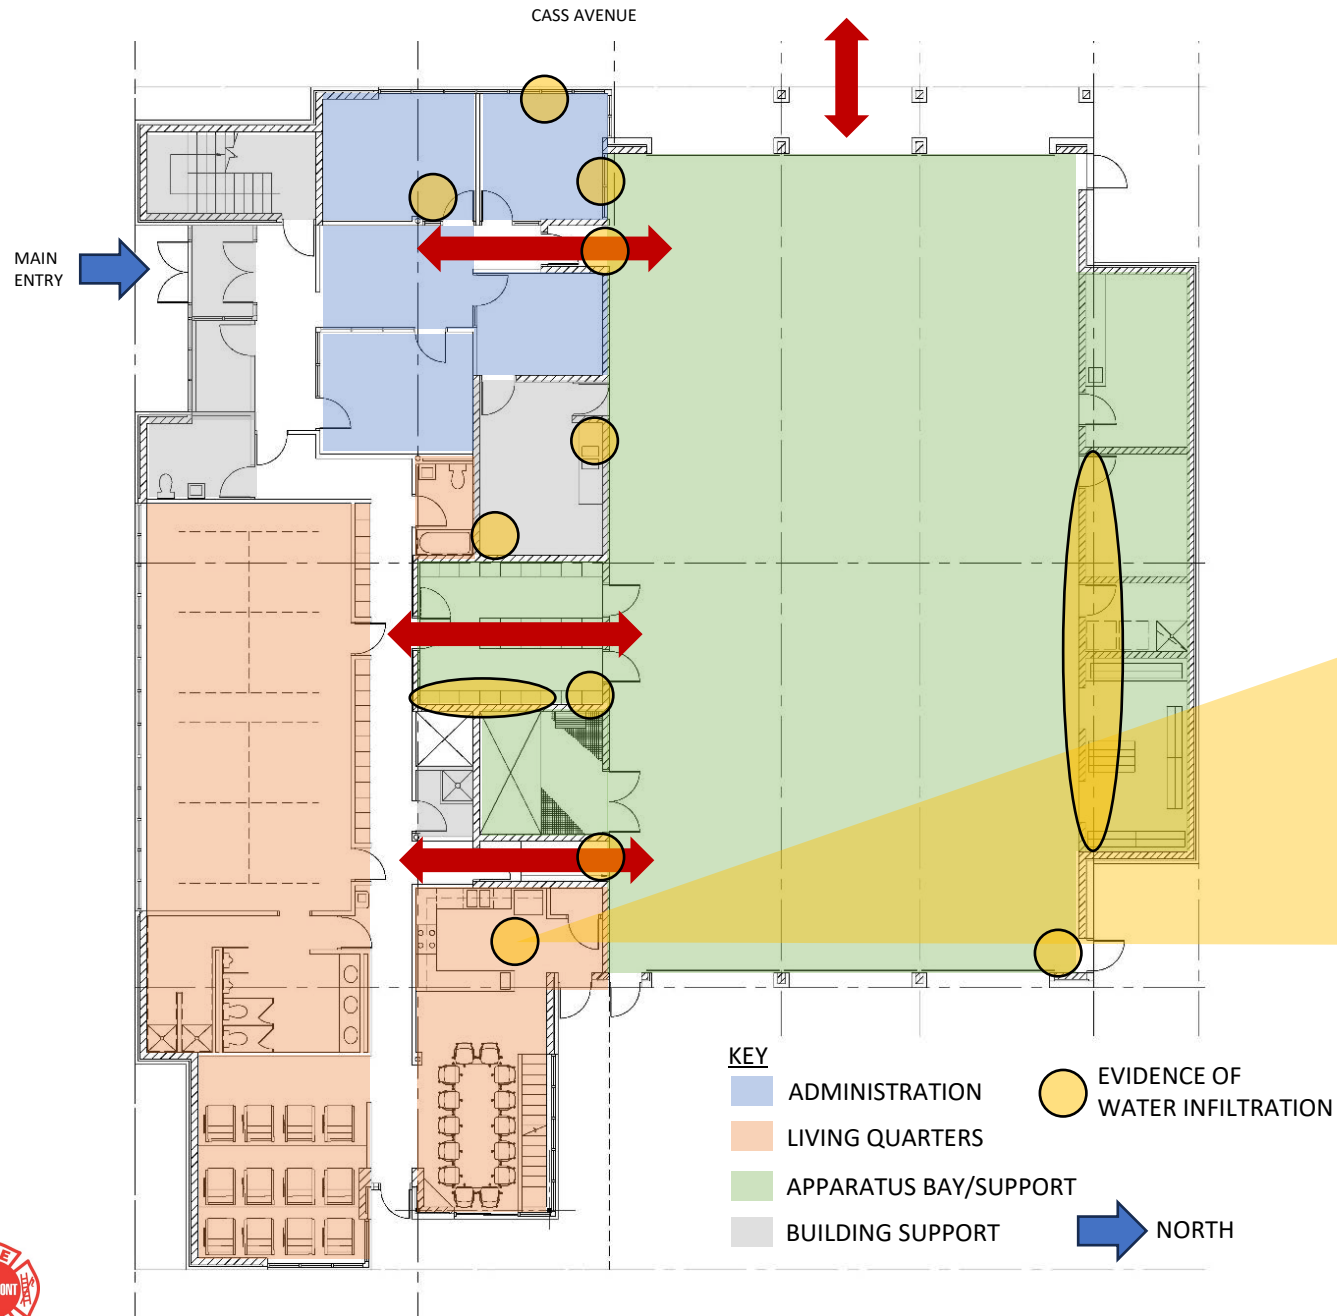 CASS AVENUE
MAIN
ENTRY
KEY
ADMINISTRATION
LIVING QUARTERS
APPARATUS BAY/SUPPORT
BUILDING SUPPORT
EVIDENCE OF
WATER INFILTRATION
NORTH